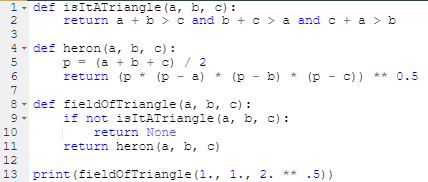 1 def isItATriangle(a, b, c):
2     return a + b > c and b + c > a and c + a > b
3
4 def heron(a, b, c):
5     p = (a + b + c) / 2
6     return (p * (p - a) * (p - b) * (p - c)) ** 0.5
7
8 def fieldOfTriangle(a, b, c):
9     if not isItATriangle(a, b, c):
10         return None
11     return heron(a, b, c)
12
13 print(fieldOfTriangle(1., 1., 2. ** .5))